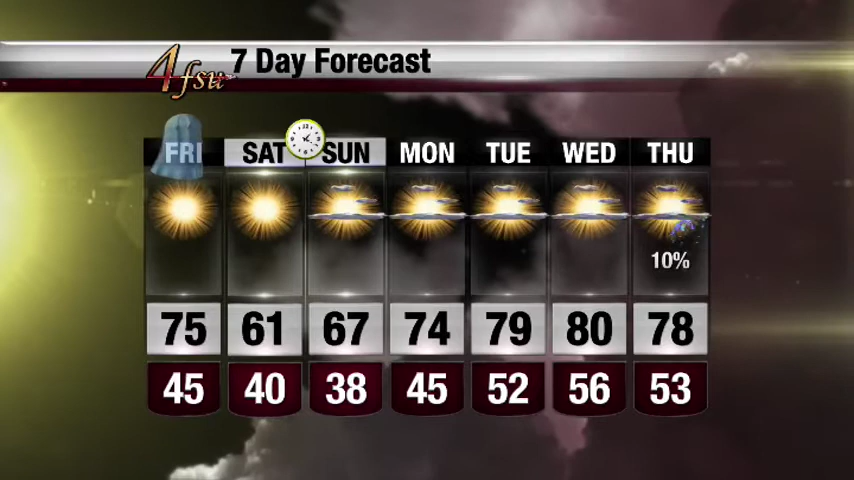 4fsu 7 Day Forecast
FRI SAT SUN MON TUE WED THU
10%
75 61 67 74 79 80 78
45 40 38 45 52 56 53